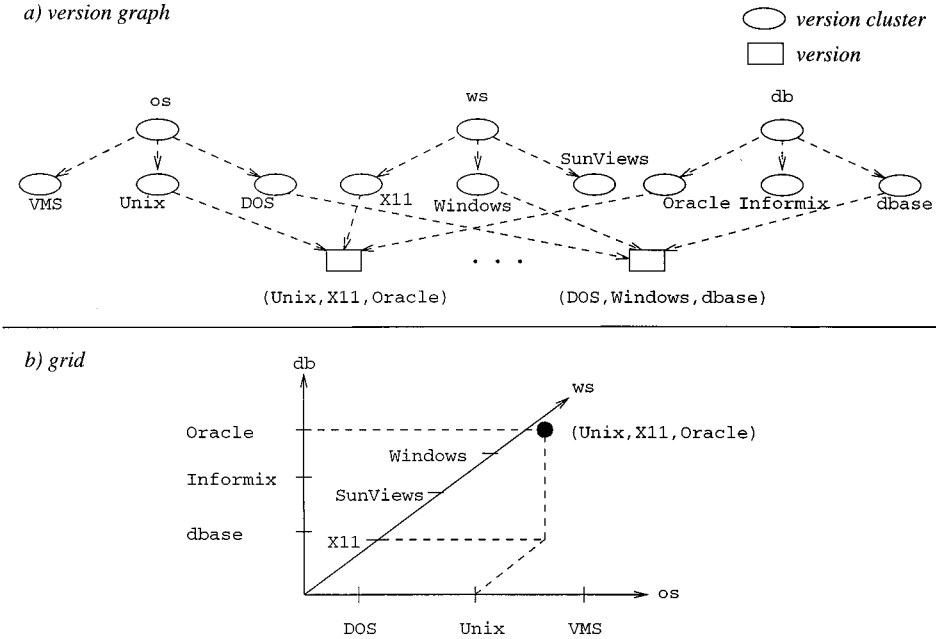 a) version graph
version cluster
version
os
ws
db
SunViews
VMS
Unix
DOS
X11
Windows
Oracle
Informix
dbase
. . .
(Unix,X11,Oracle)
(DOS,Windows,dbase)
b) grid
db
ws
Oracle
(Unix,X11,Oracle)
Windows
Informix
SunViews
dbase
X11
os
DOS
Unix
VMS